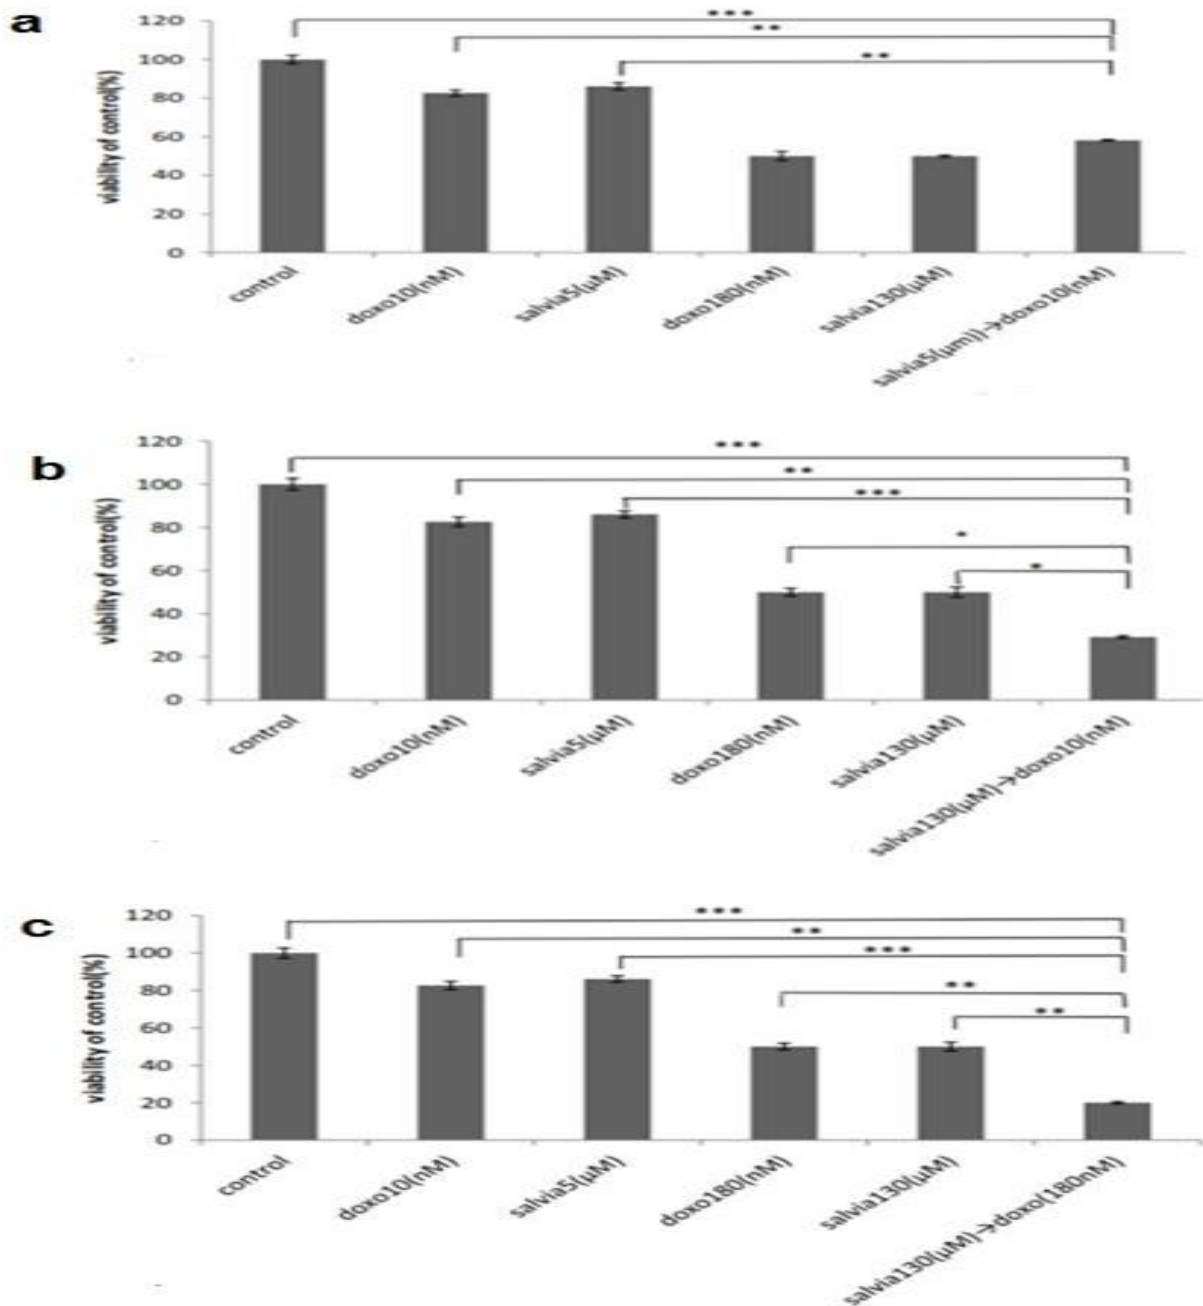 a
viability of control(%)
120
100
80
60
40
20
0
***
**
**
control
doxo10(nM)
salvia5(µM)
doxo180(nM)
salvia130(µM)
salvia5(µm))→doxo10(nM)
b
viability of control(%)
120
100
80
60
40
20
0
***
**
***
*
*
control
doxo10(nM)
salvia5(µM)
doxo180(nM)
salvia130(µM)
salvia130(µM)→doxo10(nM)
c
viability of control(%)
120
100
80
60
40
20
0
***
**
***
**
**
control
doxo10(nM)
salvia5(µM)
doxo180(nM)
salvia130(µM)
salvia130(µM)→doxo(180nM)